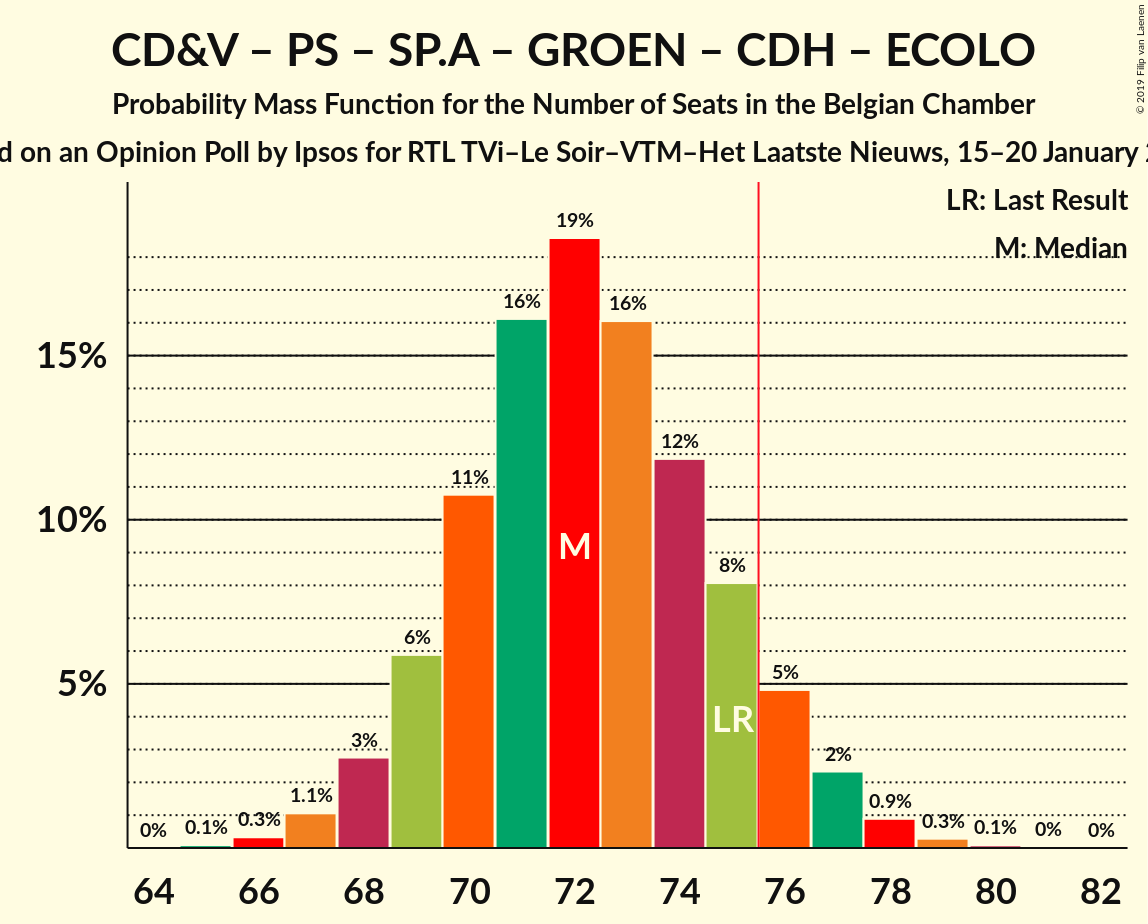 CD&V – PS – SP.A – GROEN – CDH – ECOLO
Probability Mass Function for the Number of Seats in the Belgian Chamber
on an Opinion Poll by Ipsos for RTL TVi–Le Soir–VTM–Het Laatste Nieuws, 15–20 January
© 2019 Filip van Laenen
LR: Last Result
M: Median
19%
16%
16%
15%
12%
11%
10%
M
8%
6%
5%
5%
LR
3%
2%
1.1%
0.9%
0%
0.1%
0.3%
0.3%
0.1%
0%
0%
64 66 68 70 72 74 76 78 80 82